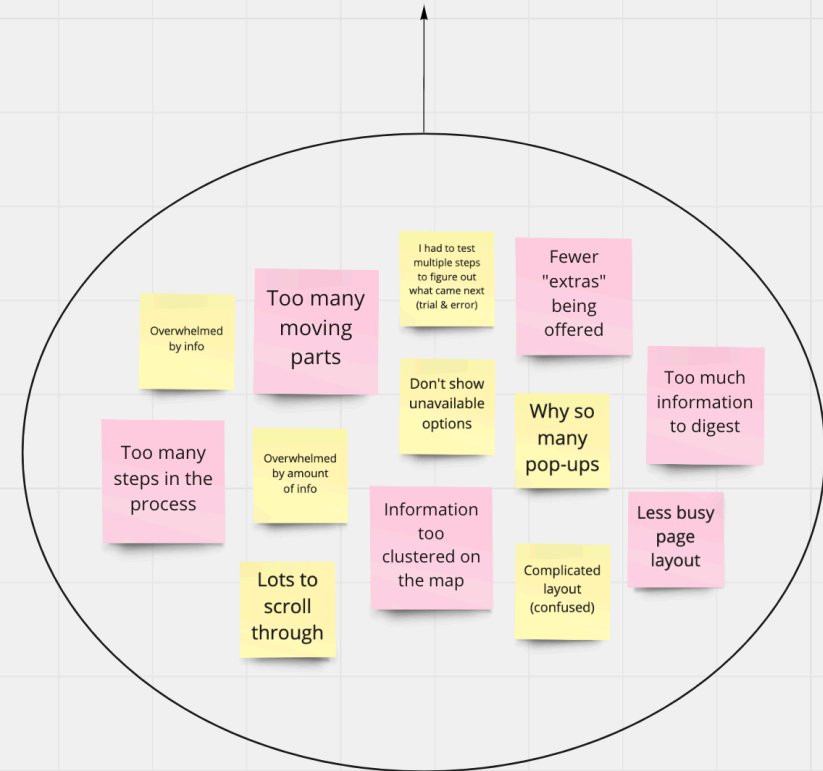 I had to test
multiple steps
to figure out
what came next
(trial & error)
Fewer
"extras"
being
offered
Too many
moving
parts
Overwhelmed
by info
Don't show
unavailable
options
Too much
information
to digest
Why so
many
pop-ups
Too many
steps in the
process
Overwhelmed
by amount
of info
Information
too
clustered on
the map
Less busy
page
layout
Complicated
layout
(confused)
Lots to
scroll
through